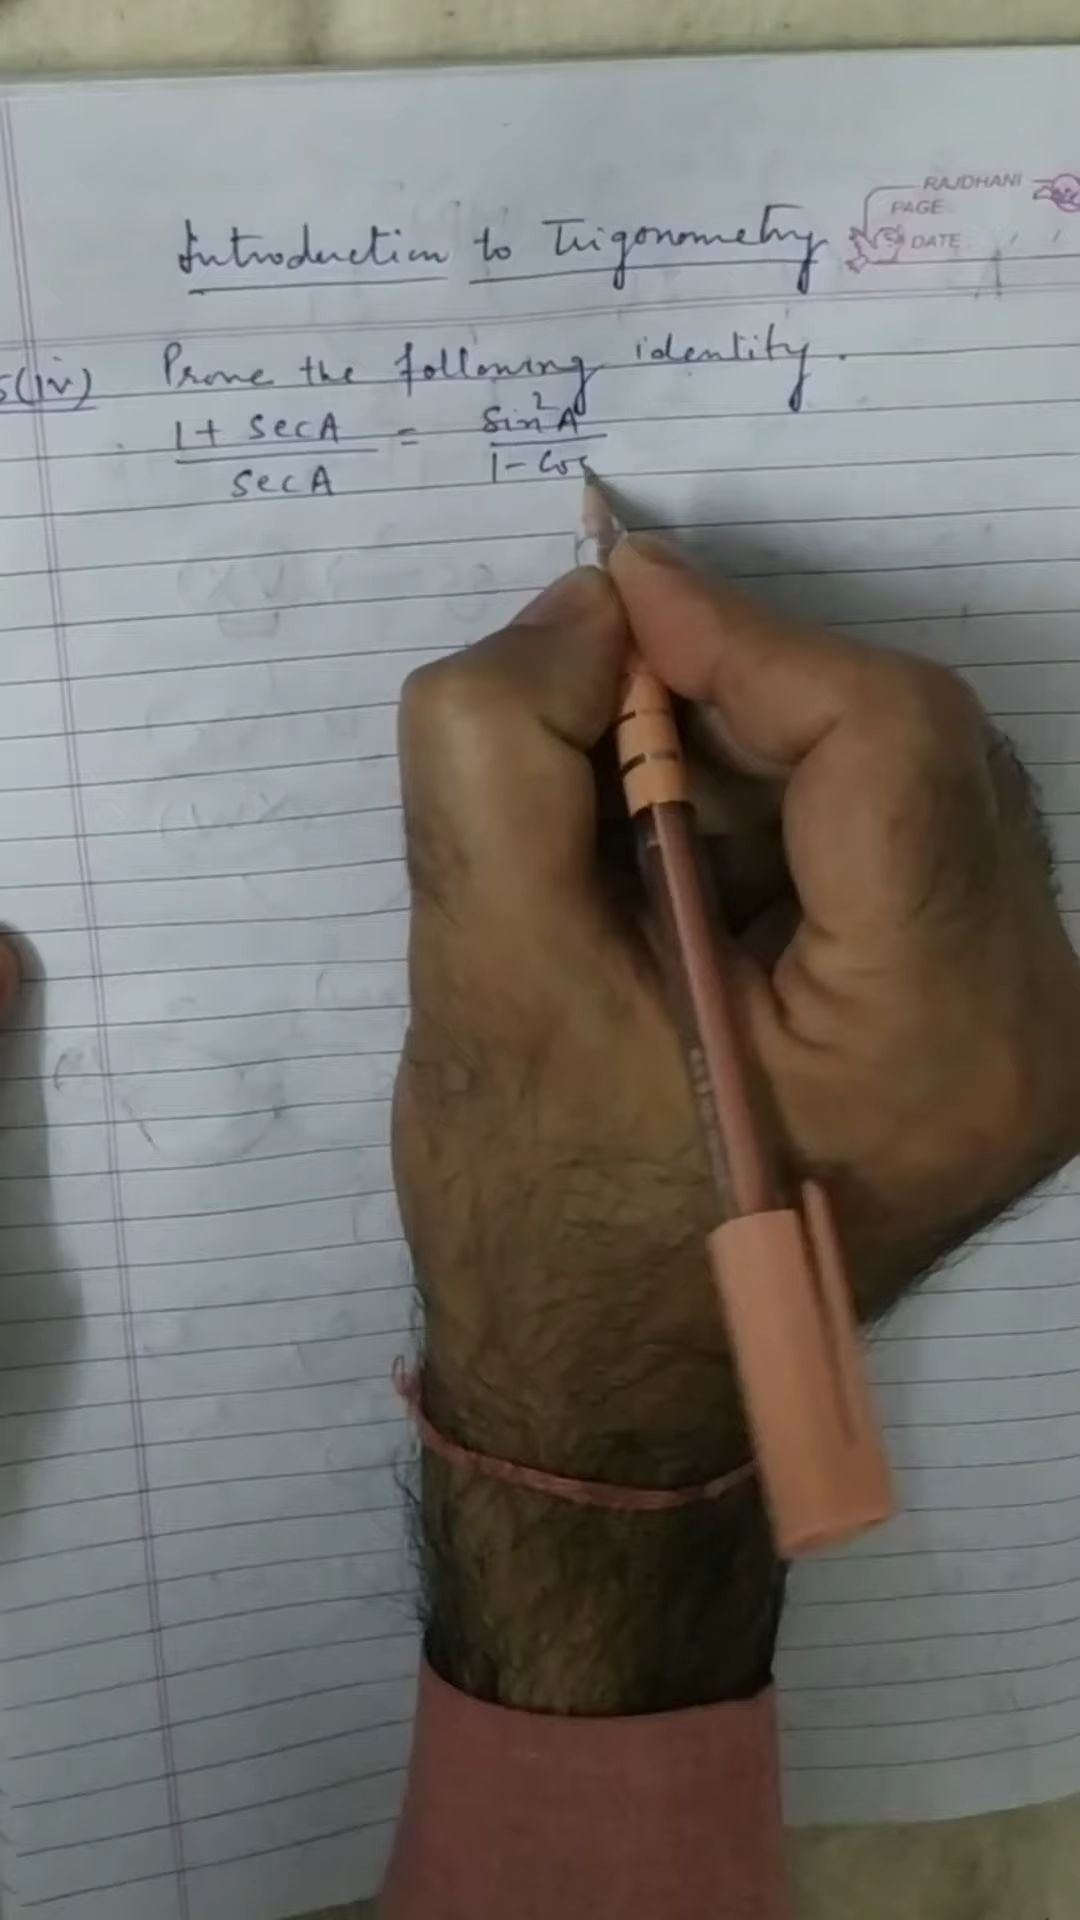 RAJDHANI
PAGE
DATE
Introduction to Trigonometry
5(iv) Prove the following identity.
1 + secA / secA = sin²A / 1 - cos